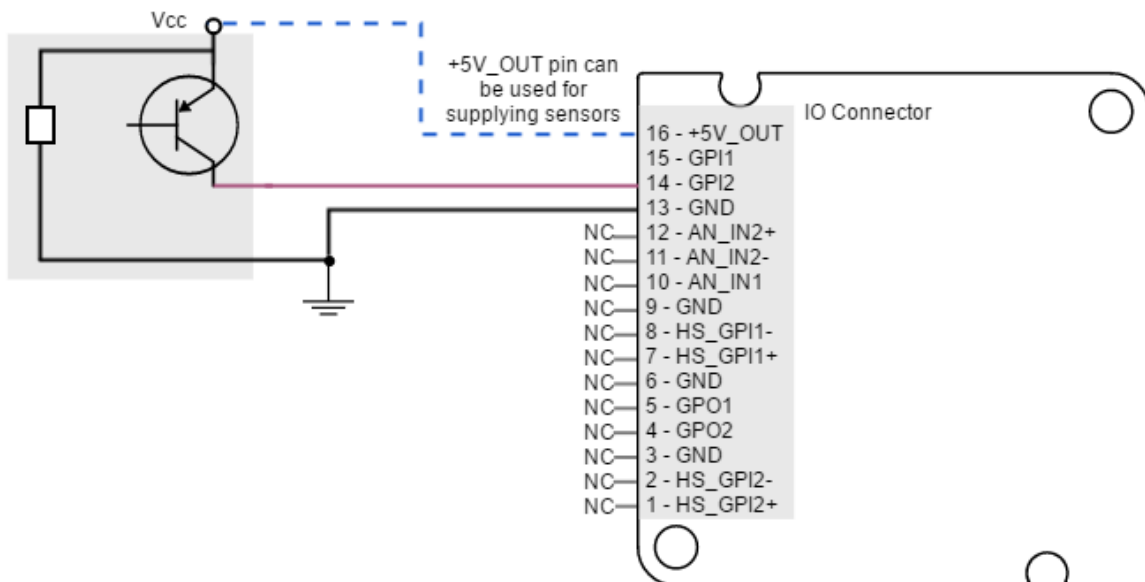 Vcc
+5V_OUT pin can
be used for
supplying sensors
IO Connector
16 - +5V_OUT
15 - GPI1
14 - GPI2
13 - GND
NC 12 - AN_IN2+
NC 11 - AN_IN2-
NC 10 - AN_IN1
NC 9 - GND
NC 8 - HS_GPI1-
NC 7 - HS_GPI1+
NC 6 - GND
NC 5 - GPO1
NC 4 - GPO2
NC 3 - GND
NC 2 - HS_GPI2-
NC 1 - HS_GPI2+